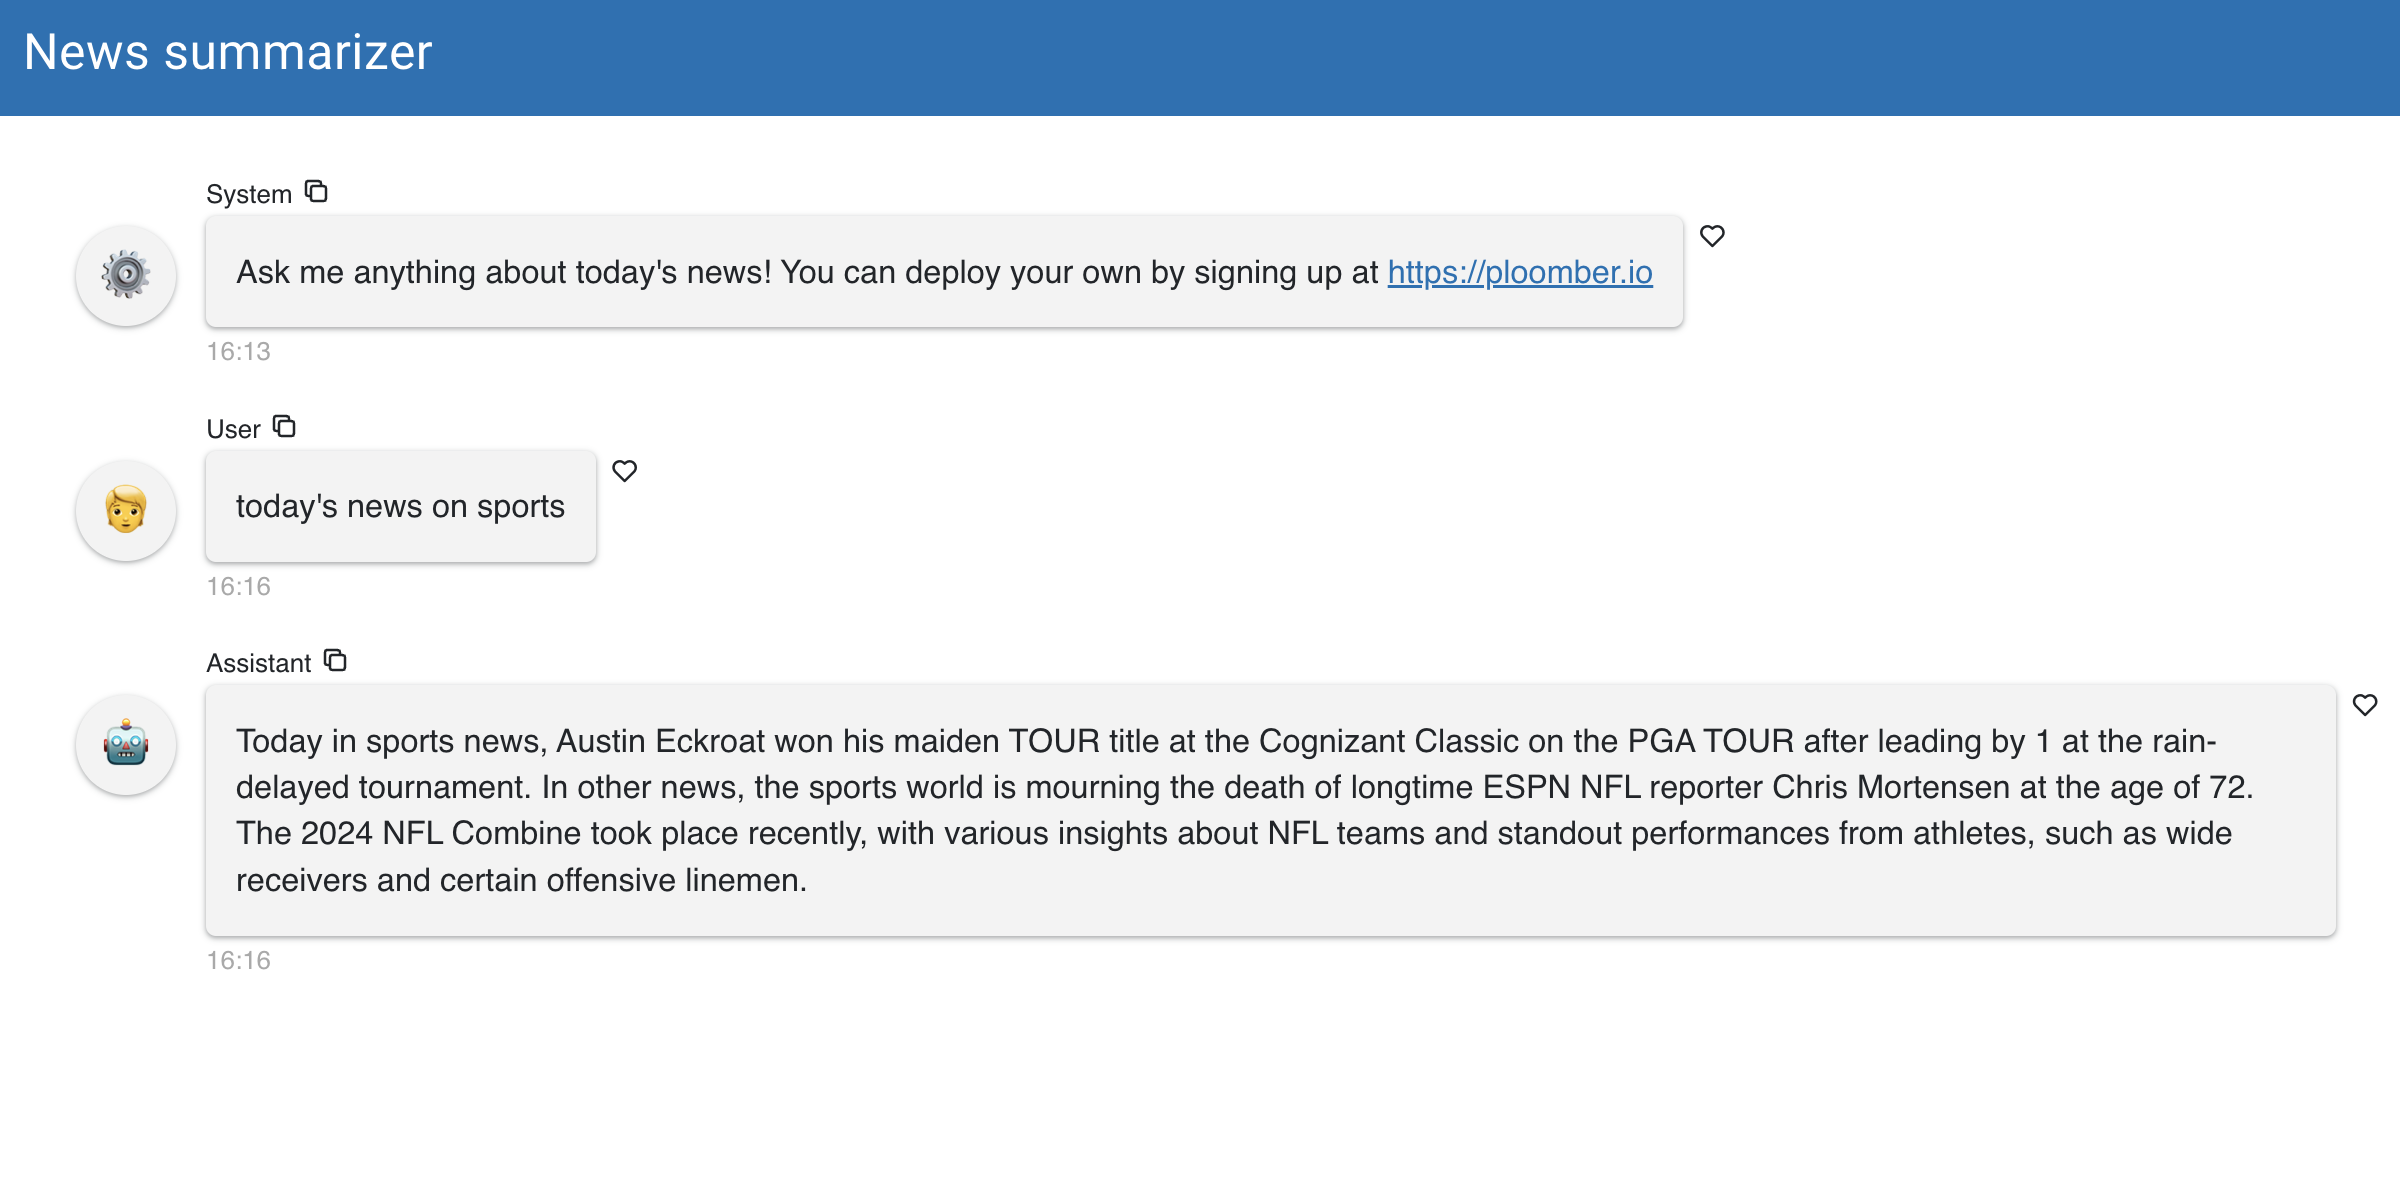 News summarizer
System
Ask me anything about today's news! You can deploy your own by signing up at https://ploomber.io
16:13
User
today's news on sports
16:16
Assistant
Today in sports news, Austin Eckroat won his maiden TOUR title at the Cognizant Classic on the PGA TOUR after leading by 1 at the rain-
delayed tournament. In other news, the sports world is mourning the death of longtime ESPN NFL reporter Chris Mortensen at the age of 72.
The 2024 NFL Combine took place recently, with various insights about NFL teams and standout performances from athletes, such as wide
receivers and certain offensive linemen.
16:16